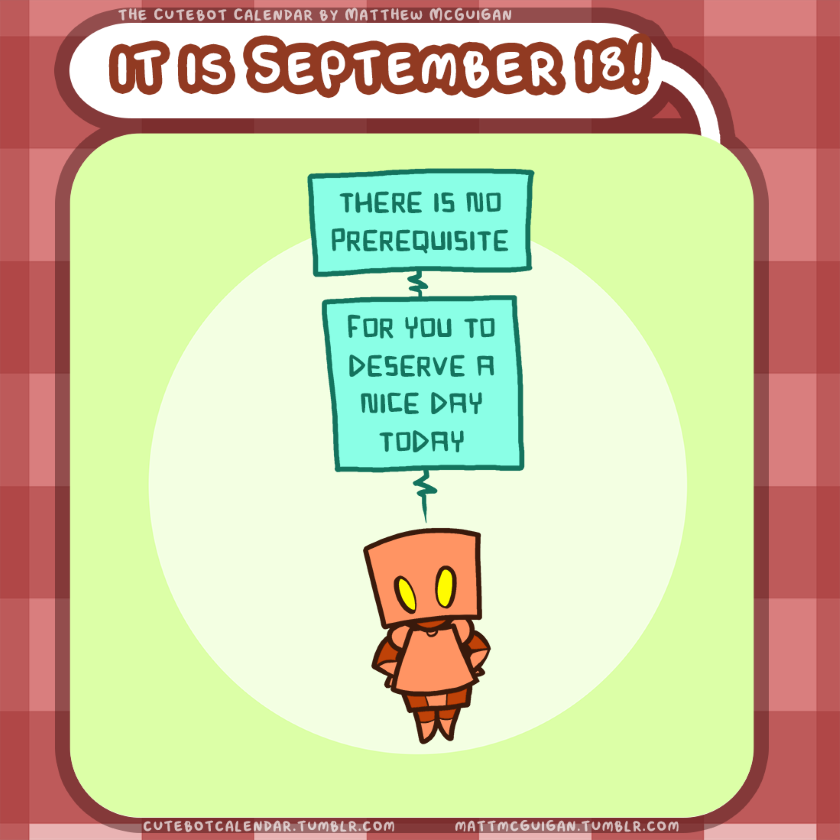 The Cutebot Calendar by Matthew McGuigan
It is September 18!
There is no
Prerequisite
For you to
deserve a
nice day
today
cutebotcalendar.tumblr.com
mattmcguigan.tumblr.com